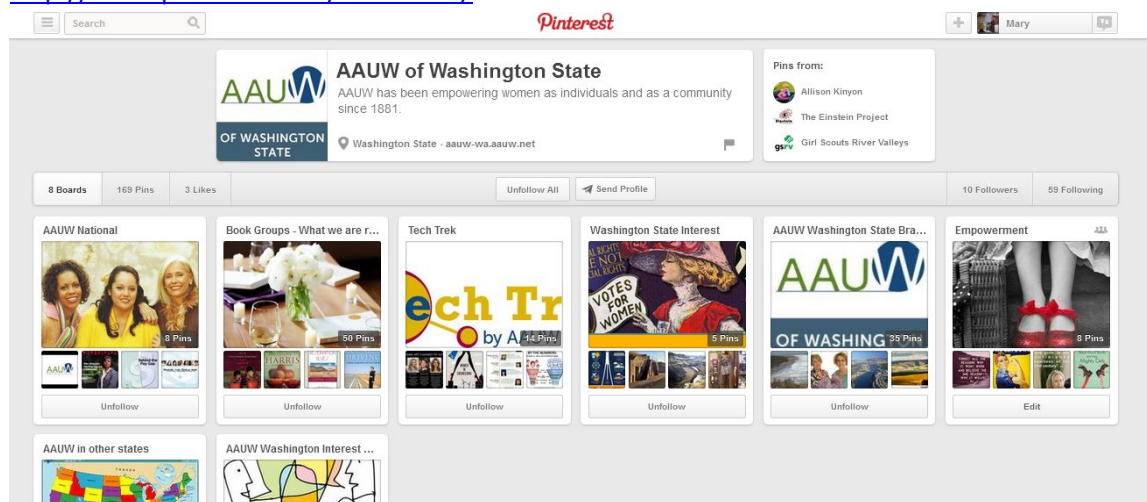 Search
Pinterest
Mary
AAUW
OF WASHINGTON
STATE
AAUW of Washington State
AAUW has been empowering women as individuals and as a community
since 1881.
Washington State - aauw-wa.aauw.net
Pins from:
Allison Kinyon
The Einstein Project
gsrv
Girl Scouts River Valleys
8 Boards
169 Pins
3 Likes
Unfollow All
Send Profile
10 Followers
59 Following
AAUW National
8 Pins
AAUW
Unfollow
Book Groups - What we are r...
50 Pins
HARRIS
DRIVING
Unfollow
Tech Trek
ech Tr
by A
14 Pins
Unfollow
Washington State Interest
VOTES
FOR
WOMEN
5 Pins
Unfollow
AAUW Washington State Bra...
AAUW
OF WASHING
35 Pins
Unfollow
Empowerment
8 Pins
Edit
AAUW in other states
CANADA
AAUW Washington Interest ...